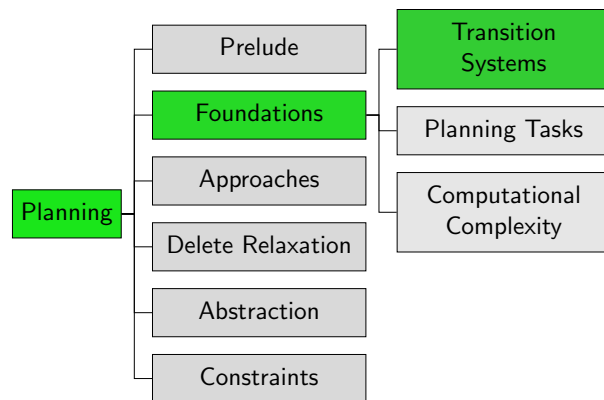 Planning
Prelude
Foundations
Approaches
Delete Relaxation
Abstraction
Constraints
Transition
Systems
Planning Tasks
Computational
Complexity